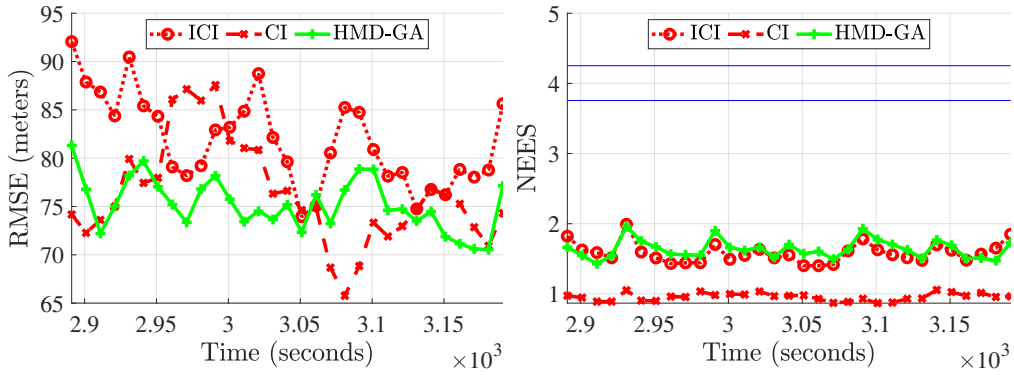 95
90
85
80
75
70
65
RMSE (meters)
ICI CI HMD-GA
2.9 2.95 3 3.05 3.1 3.15
Time (seconds)
×10³
5
4
3
2
1
NEES
ICI CI HMD-GA
2.9 2.95 3 3.05 3.1 3.15
Time (seconds)
×10³